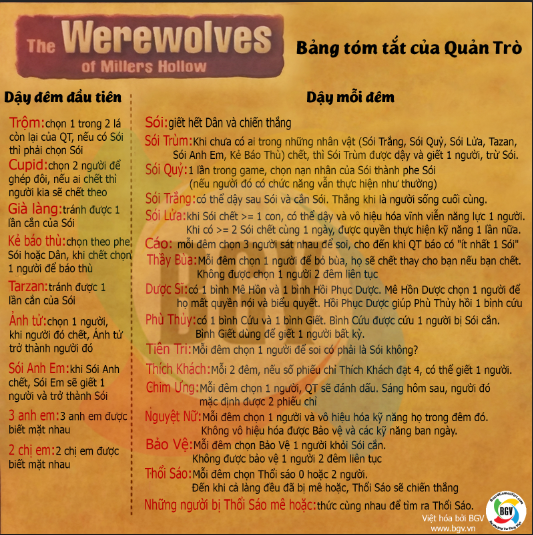 The Werewolves
of Millers Hollow
Bảng tóm tắt của Quản Trò
Dậy đêm đầu tiên
Trộm:chọn 1 trong 2 lá
còn lại của QT, nếu có Sói
thì phải chọn Sói
Cupid:chọn 2 người để
ghép đôi, nếu ai chết thì
người kia sẽ chết theo
Già làng:tránh được 1
lần cắn của Sói
Kẻ báo thù:chọn theo phe
Sói hoặc Dân, khi chết chọn
1 người để báo thù
Tarzan:tránh được 1
lần cắn của Sói
Ảnh tử:chọn 1 người,
khi người đó chết, Ảnh tử
trở thành người đó
Sói Anh Em:khi Sói Anh
chết, Sói Em sẽ giết 1
người và trở thành Sói
3 anh em:3 anh em được
biết mặt nhau
2 chị em:2 chị em được
biết mặt nhau
Dậy mỗi đêm
Sói:giết hết Dân và chiến thắng
Sói Trùm:Khi chưa có ai trong những nhân vật (Sói Trắng, Sói Quỷ, Sói Lửa, Tazan,
Sói Anh Em, Kẻ Báo Thù) chết, thì Sói Trùm được dậy và giết 1 người, trừ Sói.
Sói Quỷ:1 lần trong game, chọn nạn nhân của Sói thành phe Sói
(nếu người đó có chức năng vẫn thực hiện như thường)
Sói Trắng:có thể dậy sau Sói và cắn Sói. Thắng khi là người sống cuối cùng.
Sói Lửa:khi Sói chết >= 1 con, có thể dậy và vô hiệu hóa vĩnh viễn năng lực 1 người.
Khi có >= 2 Sói chết cùng 1 ngày, được quyền thực hiện kỹ năng 1 lần nữa.
Cáo: mỗi đêm chọn 3 người sát nhau để soi, cho đến khi QT báo có "ít nhất 1 Sói"
Thầy Bùa:Mỗi đêm chọn 1 người để bó bùa, họ sẽ chết thay cho bạn nếu bạn chết.
Không được chọn 1 người 2 đêm liên tục
Dược Sĩ:có 1 bình Mê Hồn và 1 bình Hồi Phục Dược. Mê Hồn Dược chọn 1 người để
họ mất quyền nói và biểu quyết. Hồi Phục Dược giúp Phù Thủy hồi 1 bình cứu
Phù Thủy:có 1 bình Cứu và 1 bình Giết. Bình Cứu được cứu 1 người bị Sói cắn.
Bình Giết dùng để giết 1 người bất kỳ.
Tiên Tri:Mỗi đêm chọn 1 người để soi có phải là Sói không?
Thích Khách:Mỗi 2 đêm, nếu số phiếu chỉ Thích Khách đạt 4, có thể giết 1 người.
Chim Ưng:Mỗi đêm chọn 1 người, QT sẽ đánh dấu. Sáng hôm sau, người đó
mặc định được 2 phiếu chỉ
Nguyệt Nữ:Mỗi đêm chọn 1 người và vô hiệu hóa kỹ năng họ trong đêm đó.
Không vô hiệu hóa được Bảo vệ và các kỹ năng ban ngày.
Bảo Vệ:Mỗi đêm chọn Bảo Vệ 1 người khỏi Sói cắn.
Không được bảo vệ 1 người 2 đêm liên tục
Thổi Sáo:Mỗi đêm chọn Thổi sáo 0 hoặc 2 người.
Đến khi cả làng đều đã bị mê hoặc, Thổi Sáo sẽ chiến thắng
Những người bị Thổi Sáo mê hoặc: thức cùng nhau để tìm ra Thổi Sáo.
Việt hóa bởi BGV
www.bgv.vn
BGV